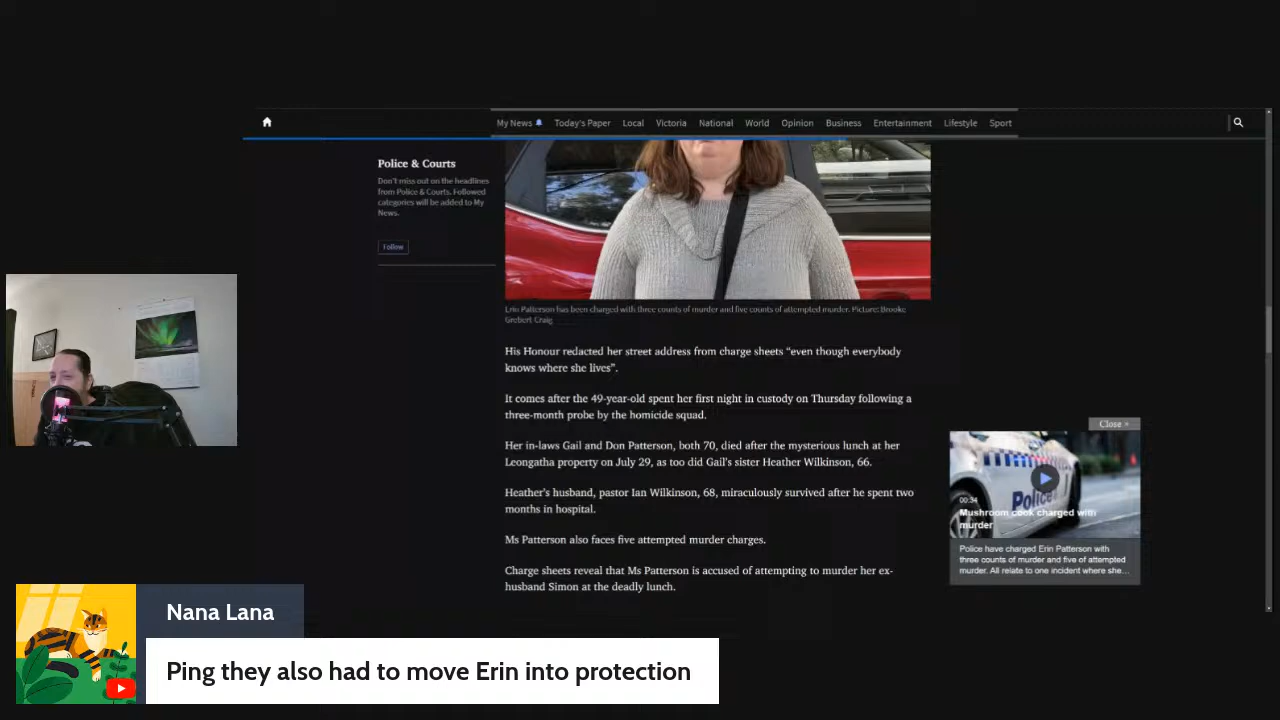 My News Today's Paper Local Victoria National World Opinion Business Entertainment Lifestyle Sport
Police & Courts
Don't miss out on the headlines
from Police & Courts. Followed
categories will be added to My
News.
Follow
Erin Patterson has been charged with three counts of murder and five counts of attempted murder. Picture: Brooke
Grebert Craig
His Honour redacted her street address from charge sheets “even though everybody
knows where she lives”.
It comes after the 49-year-old spent her first night in custody on Thursday following a
three-month probe by the homicide squad.
Her in-laws Gail and Don Patterson, both 70, died after the mysterious lunch at her
Leongatha property on July 29, as too did Gail's sister Heather Wilkinson, 66.
Heather's husband, pastor Ian Wilkinson, 68, miraculously survived after he spent two
months in hospital.
Ms Patterson also faces five attempted murder charges.
Charge sheets reveal that Ms Patterson is accused of attempting to murder her ex-
husband Simon at the deadly lunch.
Close »
Police
00:34
Mushroom cook charged with
murder
Police have charged Erin Patterson with
three counts of murder and five of attempted
murder. All relate to one incident where she...
Nana Lana
Ping they also had to move Erin into protection